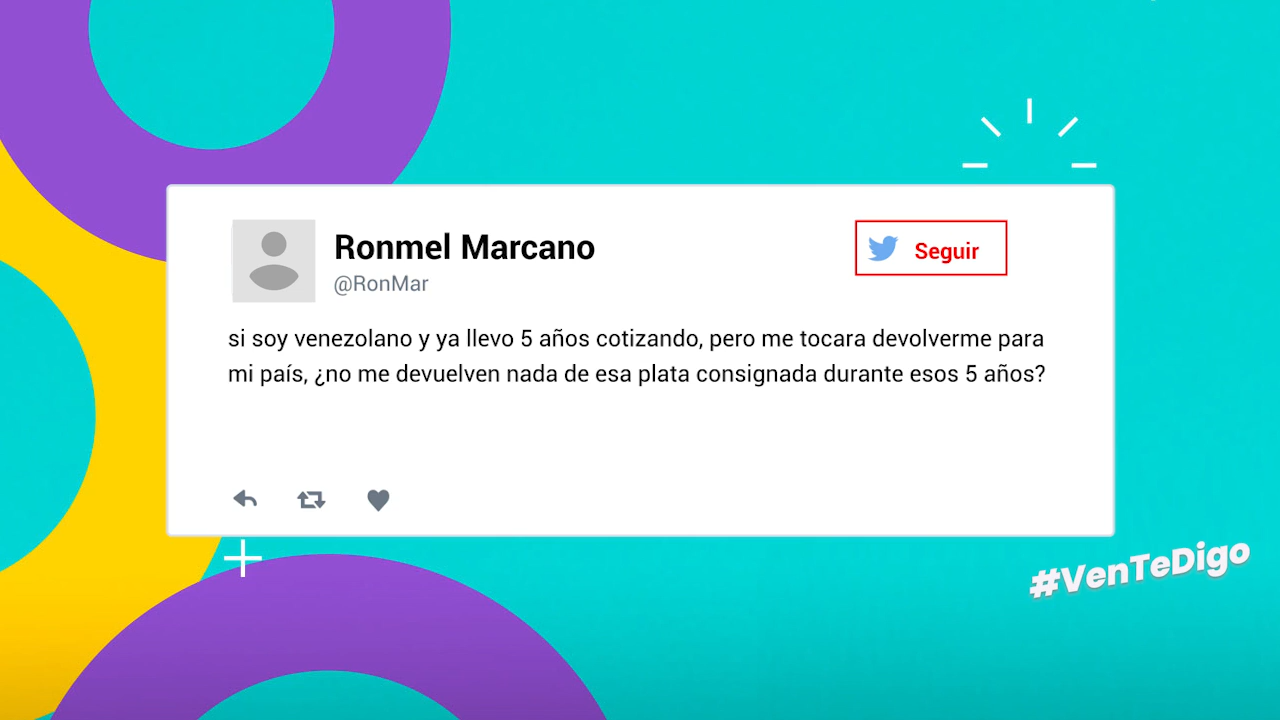 Ronmel Marcano
@RonMar
Seguir
si soy venezolano y ya llevo 5 años cotizando, pero me tocara devolverme para
mi país, ¿no me devuelven nada de esa plata consignada durante esos 5 años?
#VenTeDigo